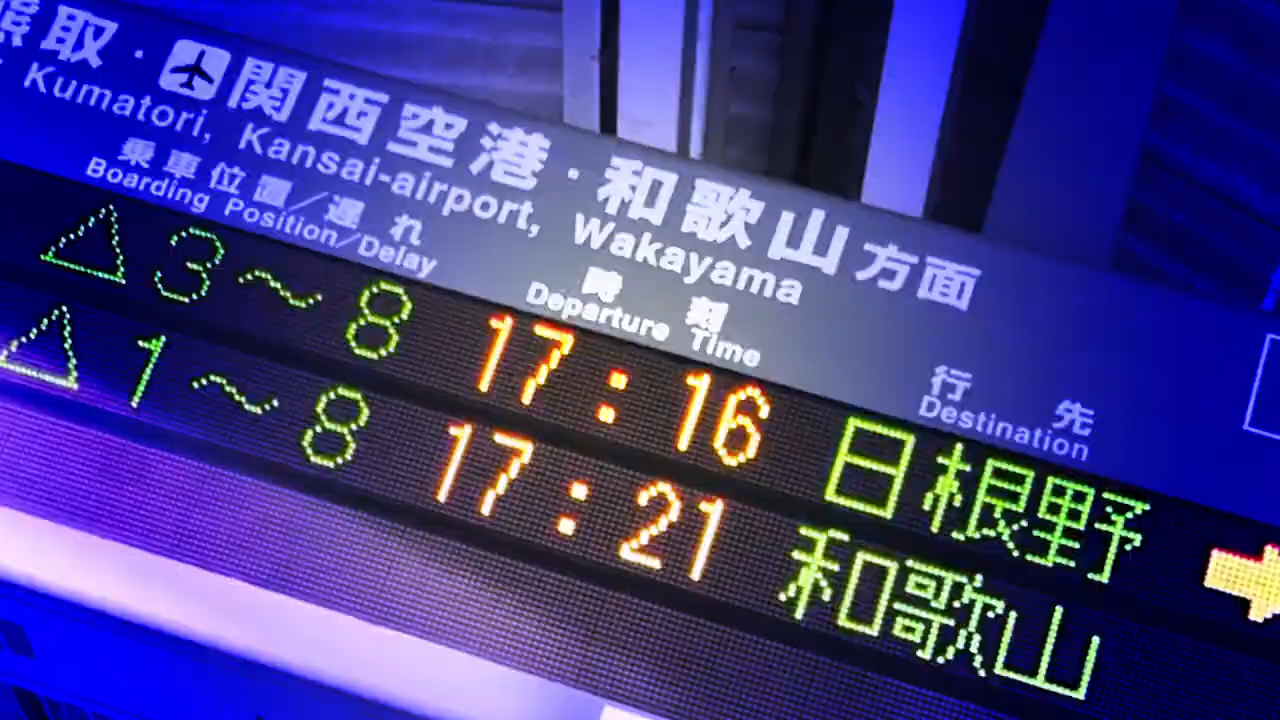 熊取・関西空港・和歌山方面
Kumatori, Kansai-airport, Wakayama
乗車位置／遅れ 時刻 行先
Boarding Position/Delay Departure Time Destination
△3～8 17:16 日根野
△1～8 17:21 和歌山